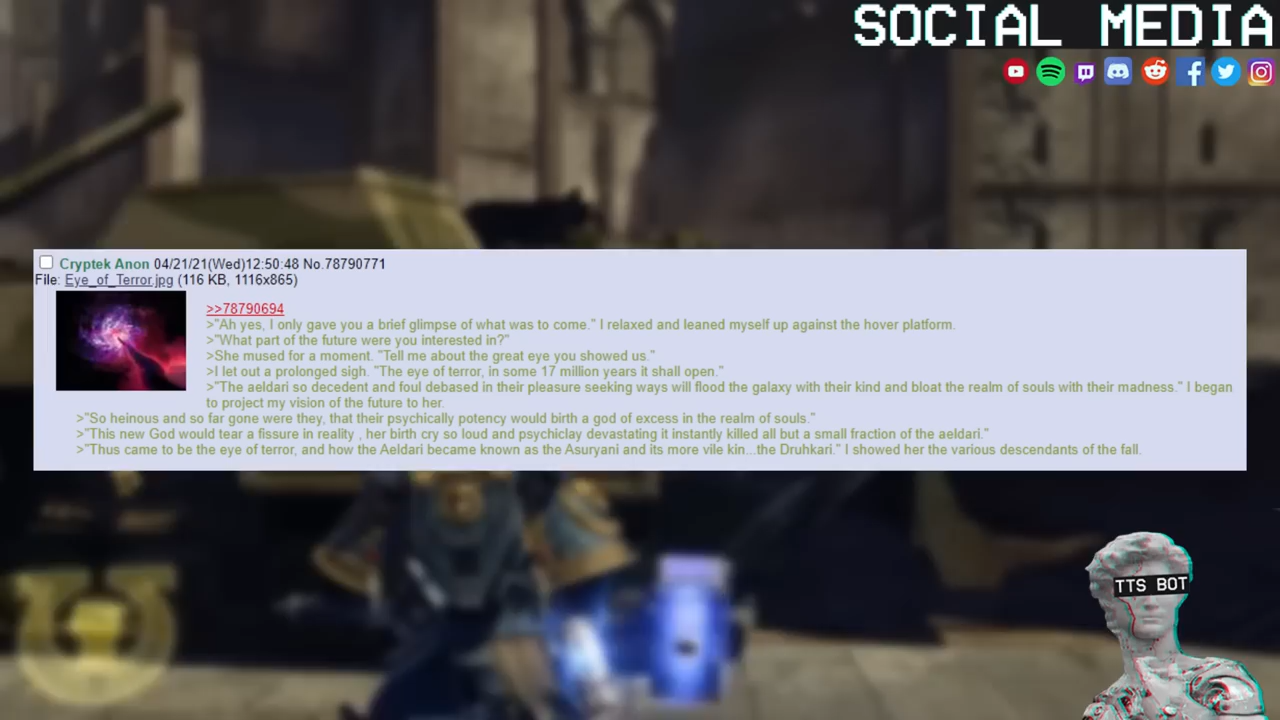 SOCIAL MEDIA
Cryptek Anon 04/21/21(Wed)12:50:48 No.78790771
File: Eye_of_Terror.jpg (116 KB, 1116x865)
>>78790694
>"Ah yes, I only gave you a brief glimpse of what was to come." I relaxed and leaned myself up against the hover platform.
>"What part of the future were you interested in?"
>She mused for a moment. "Tell me about the great eye you showed us."
>I let out a prolonged sigh. "The eye of terror, in some 17 million years it shall open."
>"The aeldari so decedent and foul debased in their pleasure seeking ways will flood the galaxy with their kind and bloat the realm of souls with their madness." I began
to project my vision of the future to her.
>"So heinous and so far gone were they, that their psychically potency would birth a god of excess in the realm of souls."
>"This new God would tear a fissure in reality , her birth cry so loud and psychiclay devastating it instantly killed all but a small fraction of the aeldari."
>"Thus came to be the eye of terror, and how the Aeldari became known as the Asuryani and its more vile kin...the Druhkari." I showed her the various descendants of the fall.
TTS BOT